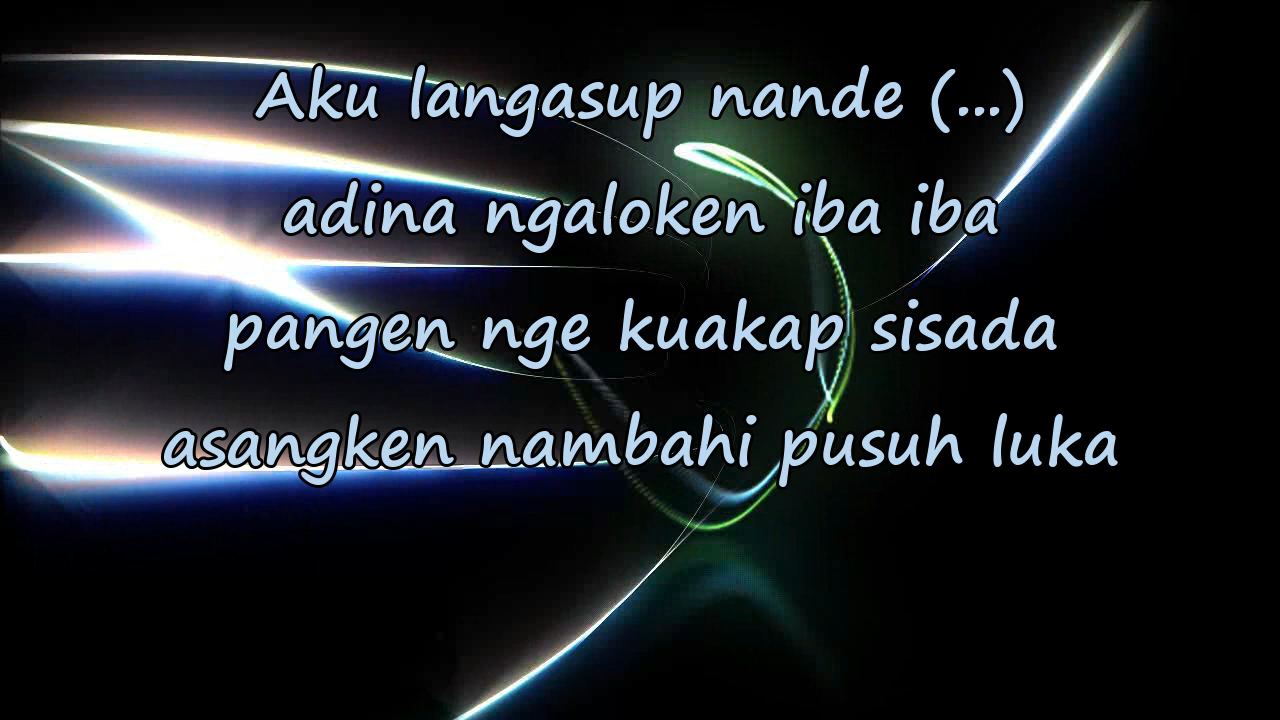 Aku langasup nande (...)
adina ngaloken iba iba
pangen nge kuakap sisada
asangken nambahi pusuh luka